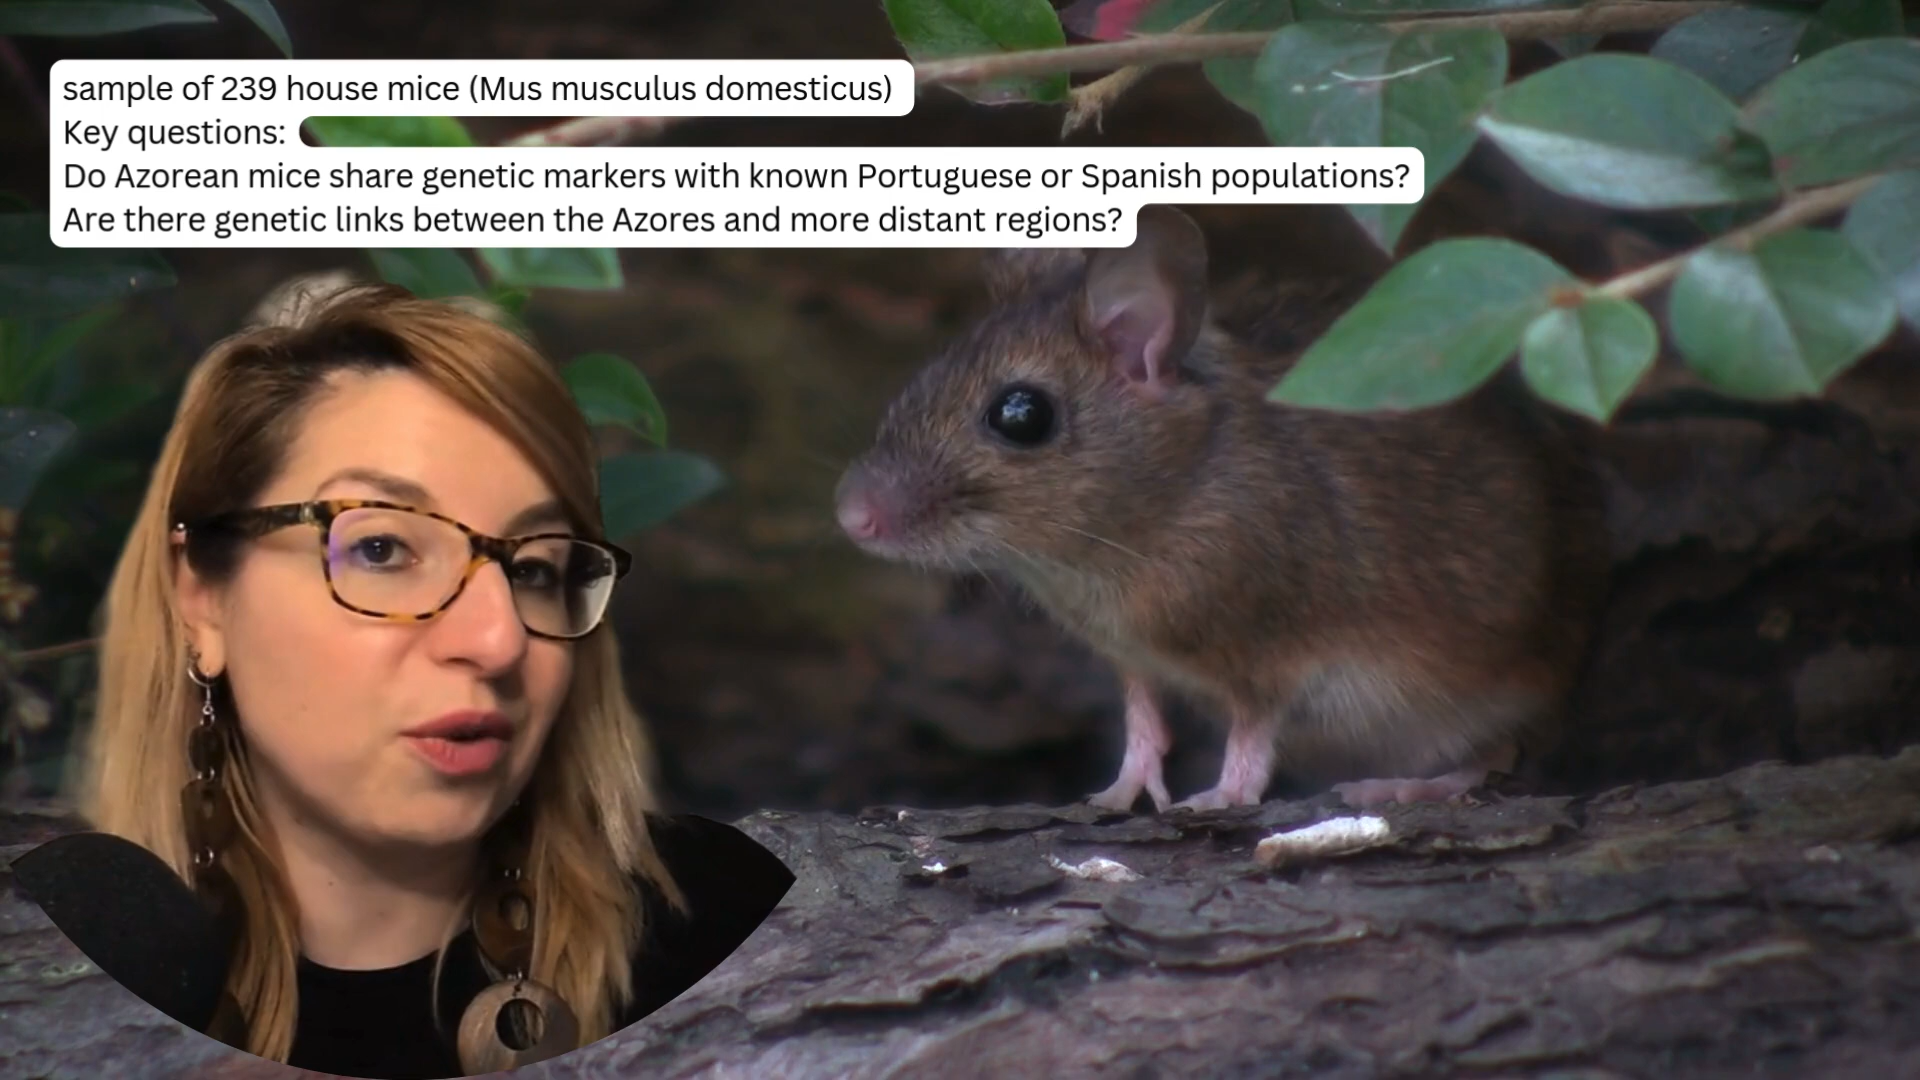 sample of 239 house mice (Mus musculus domesticus)
Key questions:
Do Azorean mice share genetic markers with known Portuguese or Spanish populations?
Are there genetic links between the Azores and more distant regions?